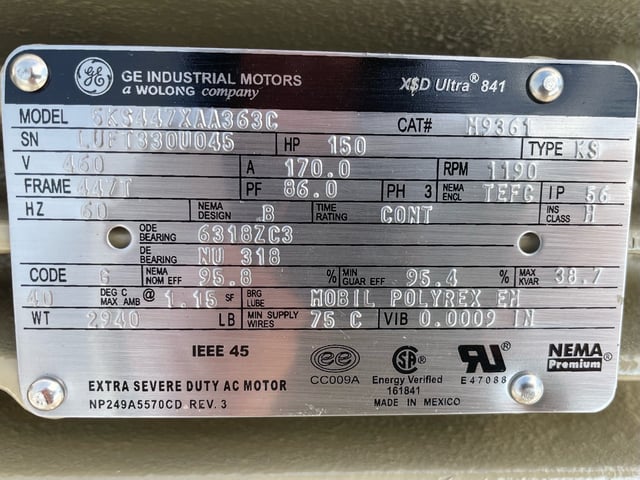 GE INDUSTRIAL MOTORS
a WOLONG company
X$D Ultra® 841
MODEL 5KS447XAA363C CAT# M9361
SN LUFT330U045 HP 150 TYPE KS
V 460 A 170.0 RPM 1190
FRAME 447T PF 86.0 PH 3 NEMA ENCL TEFC IP 56
HZ 60 NEMA DESIGN B TIME RATING CONT INS CLASS H
ODE BEARING 6318ZC3
DE BEARING NU 318
CODE G NEMA NOM EFF 95.8 % MIN GUAR EFF 95.4 % MAX KVAR 38.7
40 DEG C MAX AMB @ 1.15 SF BRG LUBE MOBIL POLYREX EM
WT 2940 LB MIN SUPPLY WIRES 75 C VIB 0.0009 IN
IEEE 45
ee
CC009A
SA
Energy Verified
161841
MADE IN MEXICO
E47088
NEMA
Premium
EXTRA SEVERE DUTY AC MOTOR
NP249A5570CD REV. 3